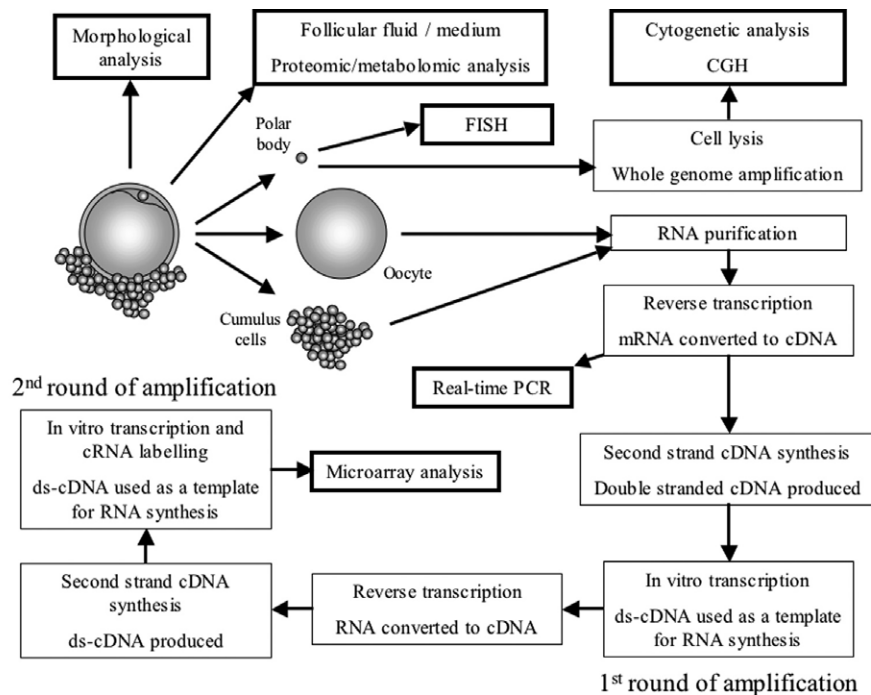 Morphological
analysis
Follicular fluid / medium
Proteomic/metabolomic analysis
Cytogenetic analysis
CGH
Polar
body
FISH
Cell lysis
Whole genome amplification
RNA purification
Oocyte
Cumulus
cells
Reverse transcription
mRNA converted to cDNA
Real-time PCR
2nd round of amplification
In vitro transcription and
cRNA labelling
ds-cDNA used as a template
for RNA synthesis
Microarray analysis
Second strand cDNA synthesis
Double stranded cDNA produced
Second strand cDNA
synthesis
ds-cDNA produced
Reverse transcription
RNA converted to cDNA
In vitro transcription
ds-cDNA used as a template
for RNA synthesis
1st round of amplification